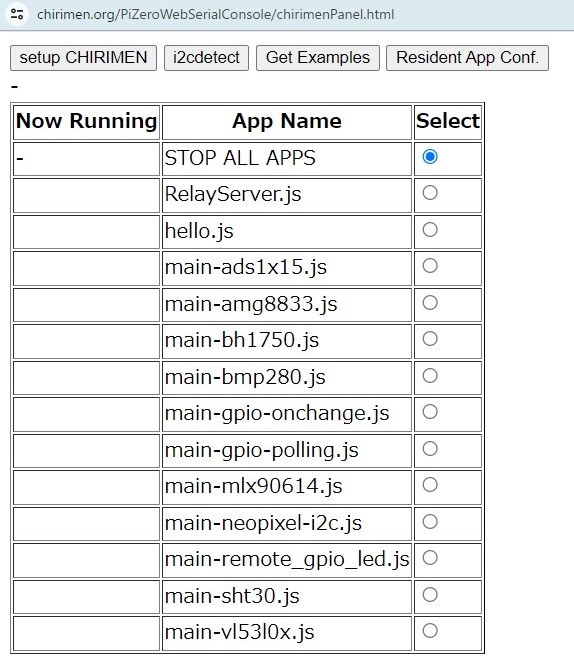 chirimen.org/PiZeroWebSerialConsole/chirimenPanel.html
setup CHIRIMEN i2cdetect Get Examples Resident App Conf.
-
Now Running App Name Select
- STOP ALL APPS
RelayServer.js
hello.js
main-ads1x15.js
main-amg8833.js
main-bh1750.js
main-bmp280.js
main-gpio-onchange.js
main-gpio-polling.js
main-mlx90614.js
main-neopixel-i2c.js
main-remote_gpio_led.js
main-sht30.js
main-vl53l0x.js